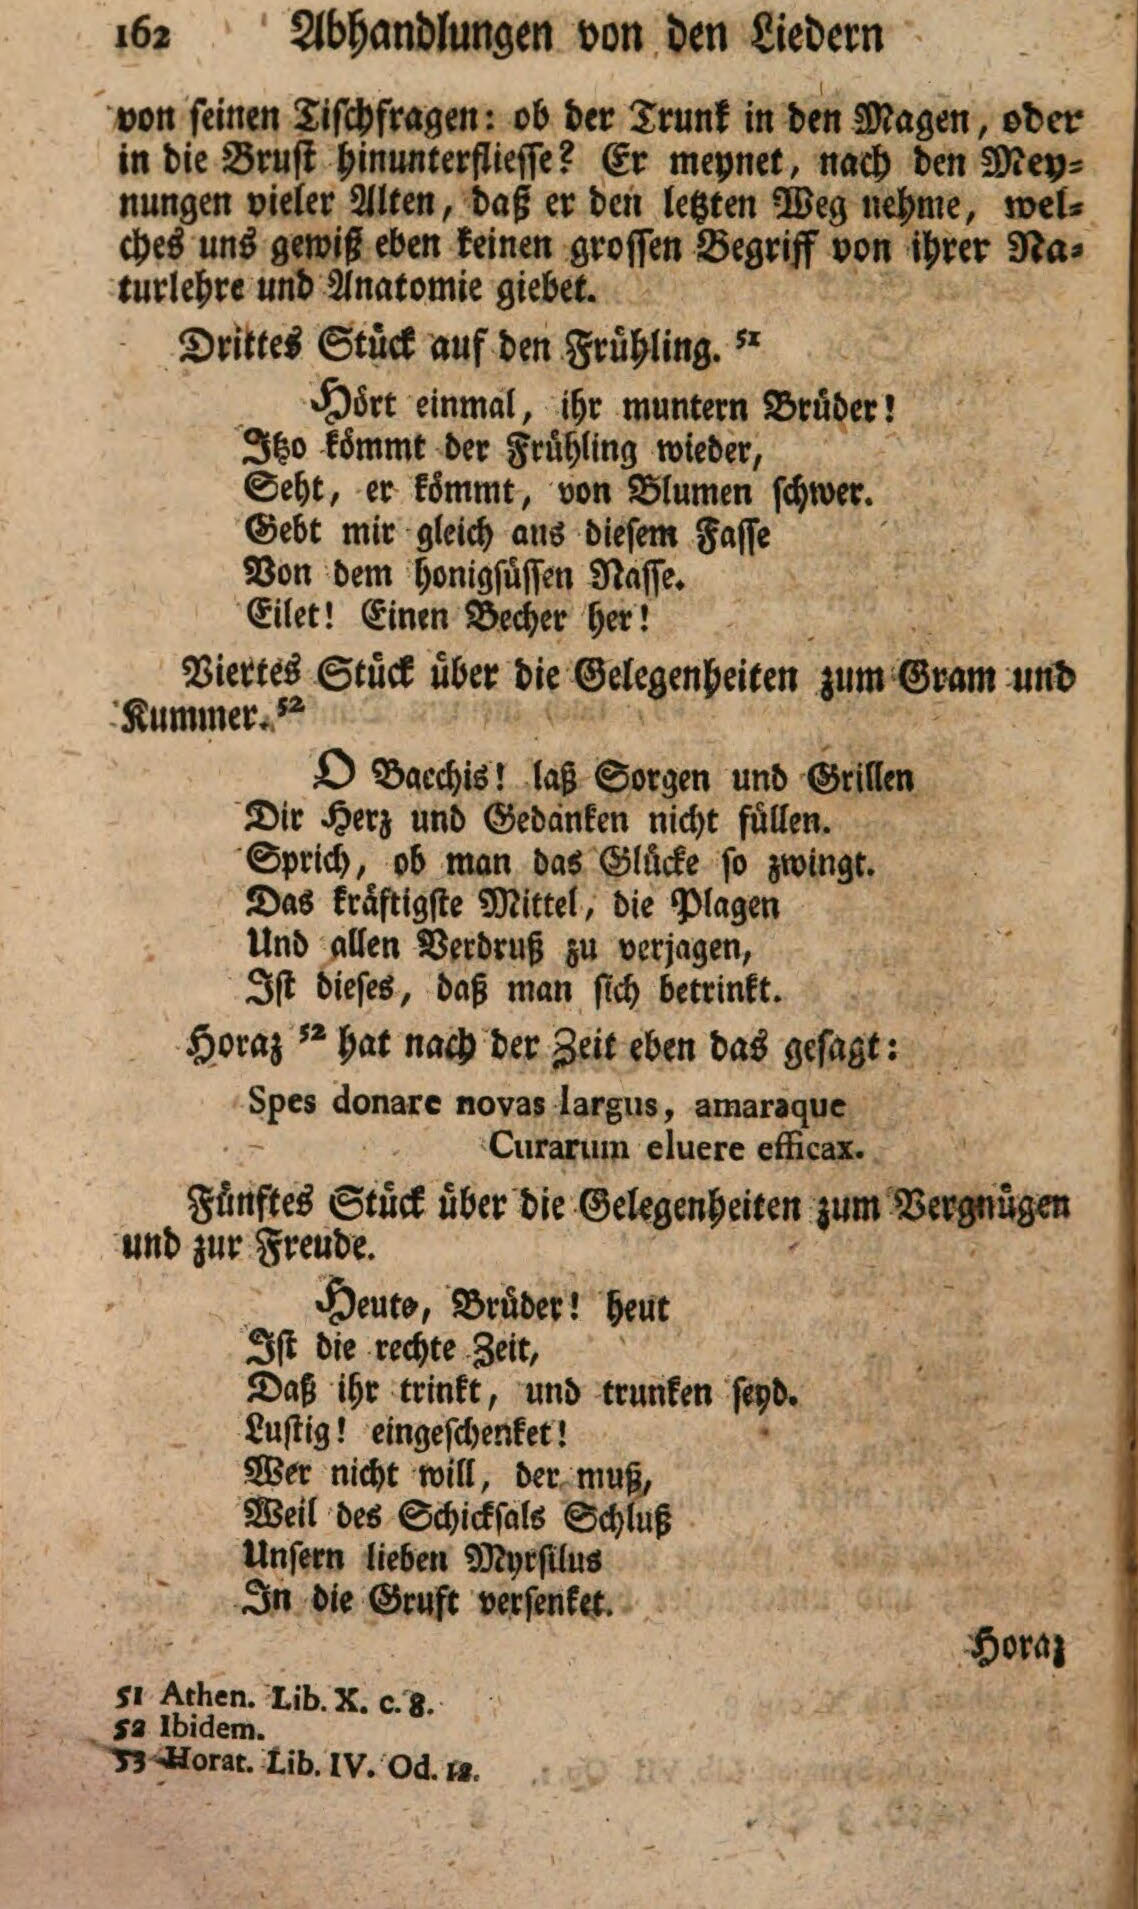 162 Abhandlungen von den Liedern
von seinen Tischfragen: ob der Trunk in den Magen, oder
in die Brust hinunterfliesse? Er meynet, nach den Mey-
nungen vieler Alten, daß er den letzten Weg nehme, wel-
ches uns gewiß eben keinen grossen Begriff von ihrer Na-
turlehre und Anatomie giebet.
Drittes Stück auf den Frühling. 51
Hört einmal, ihr muntern Brüder!
Itzo kömmt der Frühling wieder,
Seht, er kömmt, von Blumen schwer.
Gebt mir gleich aus diesem Fasse
Von dem honigsüssen Nasse.
Eilet! Einen Becher her!
Viertes Stück über die Gelegenheiten zum Gram und
Kummer. 52
O Bacchis! laß Sorgen und Grillen
Dir Herz und Gedanken nicht füllen.
Sprich, ob man das Glücke so zwingt.
Das kräftigste Mittel, die Plagen
Und allen Verdruß zu verjagen,
Ist dieses, daß man sich betrinkt.
Horaz 52 hat nach der Zeit eben das gesagt:
Spes donare novas largus, amaraque
Curarum eluere efficax.
Fünftes Stück über die Gelegenheiten zum Vergnügen
und zur Freude.
Heute, Brüder! heut
Ist die rechte Zeit,
Daß ihr trinkt, und trunken seyd.
Lustig! eingeschenket!
Wer nicht will, der muß,
Weil des Schicksals Schluß
Unsern lieben Myrsilus
In die Gruft versenket.
Horaz
51 Athen. Lib. X. c. 8.
52 Ibidem.
53 Horat. Lib. IV. Od. 12.